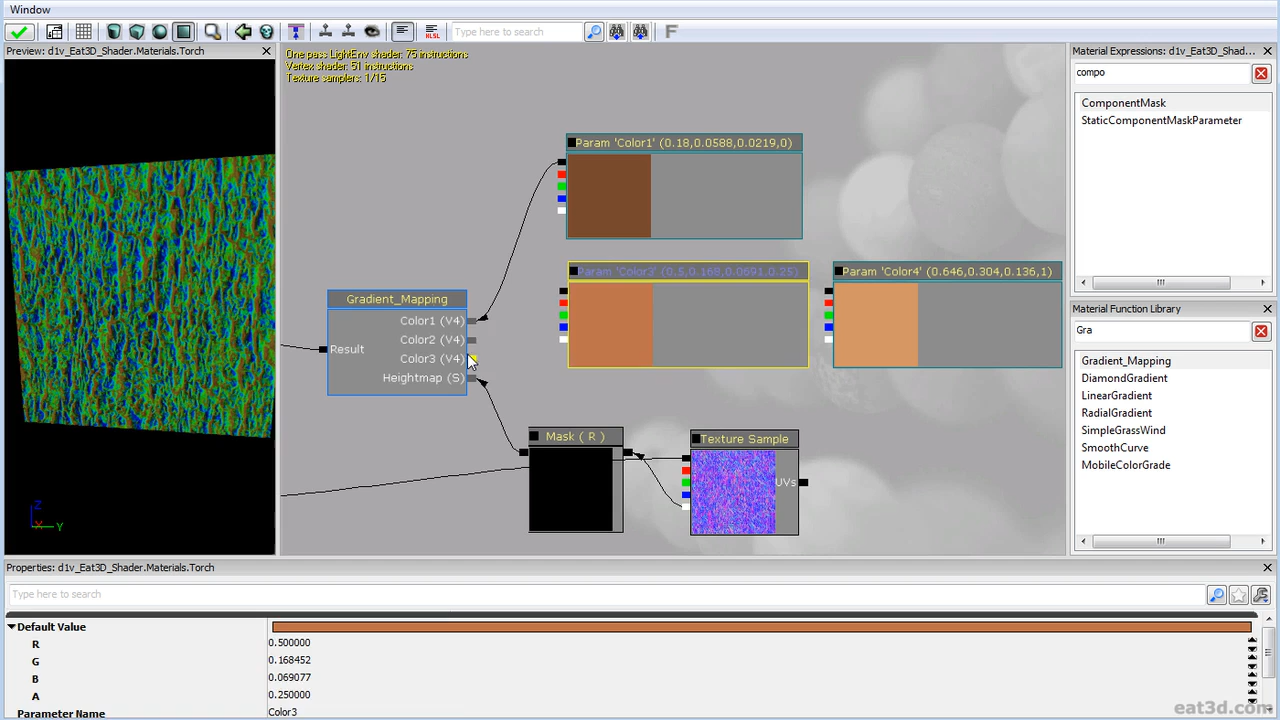 Window
Type here to search
HLSL
F
Preview: d1v_Eat3D_Shader.Materials.Torch
One pass LightEnv shader: 75 instructions
Vertex shader: 51 instructions
Texture samplers: 1/15
Z
X
Y
Param 'Color1' (0.18,0.0588,0.0219,0)
Param 'Color3' (0.5,0.168,0.0691,0.25)
Param 'Color4' (0.646,0.304,0.136,1)
Gradient_Mapping
Color1 (V4)
Color2 (V4)
Result
Color3 (V4)
Heightmap (S)
Mask ( R )
Texture Sample
UVs
Material Expressions: d1v_Eat3D_Shad...
compo
ComponentMask
StaticComponentMaskParameter
Material Function Library
Gra
Gradient_Mapping
DiamondGradient
LinearGradient
RadialGradient
SimpleGrassWind
SmoothCurve
MobileColorGrade
Properties: d1v_Eat3D_Shader.Materials.Torch
Type here to search
Default Value
R 0.500000
G 0.168452
B 0.069077
A 0.250000
Parameter Name Color3
eat3d.com